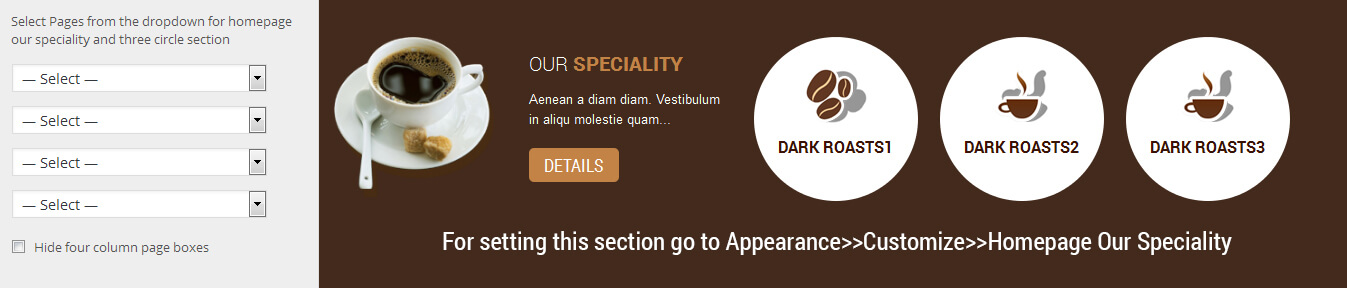 Select Pages from the dropdown for homepage
our speciality and three circle section
— Select —
— Select —
— Select —
— Select —
Hide four column page boxes
OUR SPECIALITY
Aenean a diam diam. Vestibulum
in aliqu molestie quam...
DETAILS
DARK ROASTS1
DARK ROASTS2
DARK ROASTS3
For setting this section go to Appearance>>Customize>>Homepage Our Speciality